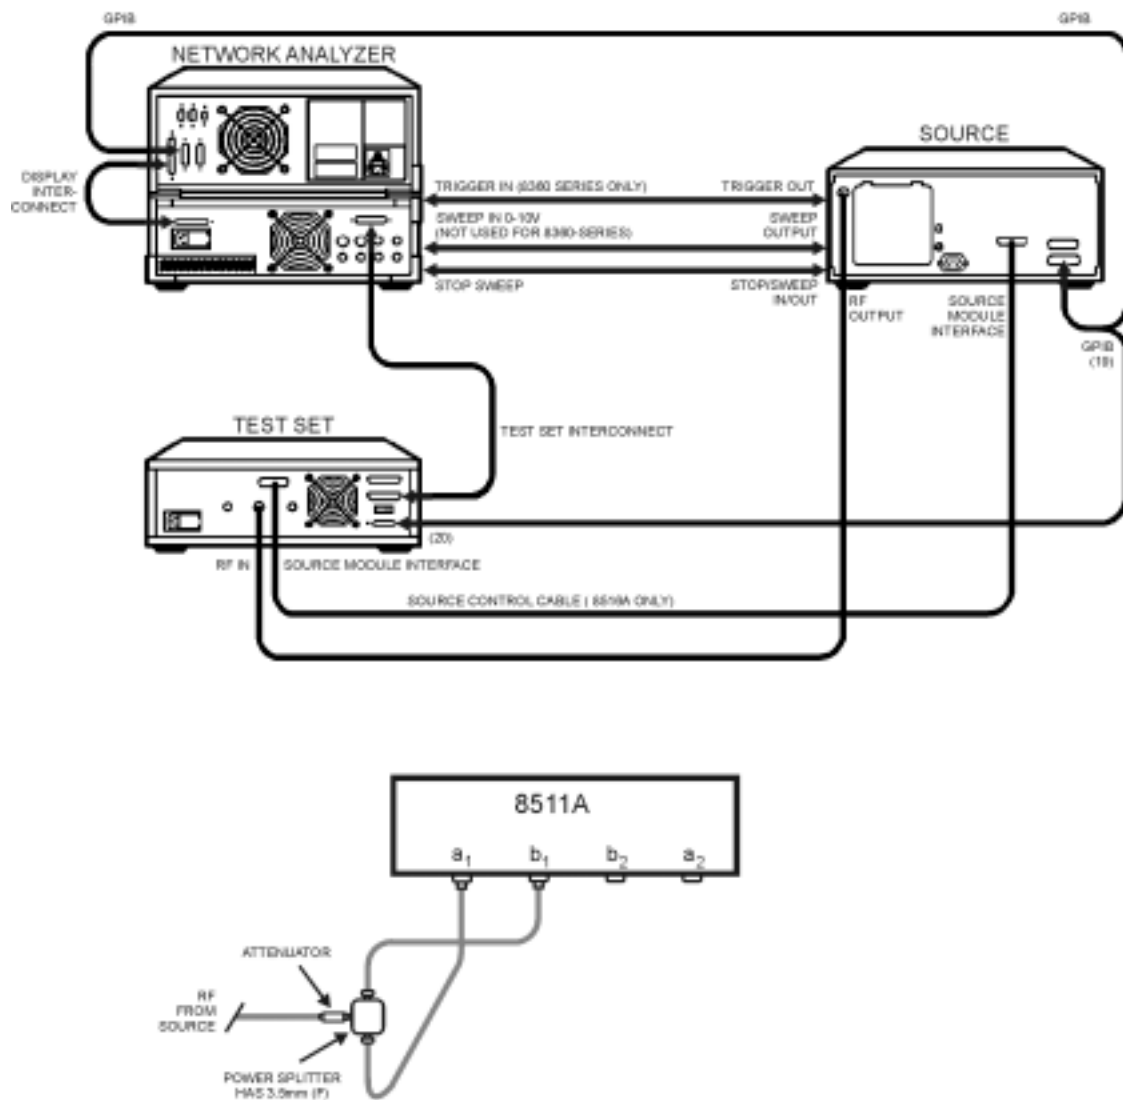 GPIB
GPIB
NETWORK ANALYZER
SOURCE
DISPLAY
INTER-
CONNECT
TRIGGER IN (8360 SERIES ONLY)
TRIGGER OUT
SWEEP IN 0-10V
(NOT USED FOR 8360-SERIES)
SWEEP
OUTPUT
STOP SWEEP
STOP/SWEEP
IN/OUT
RF
OUTPUT
SOURCE
MODULE
INTERFACE
GPIB
(19)
TEST SET
TEST SET INTERCONNECT
(20)
RF IN
SOURCE MODULE INTERFACE
SOURCE CONTROL CABLE ( 8516A ONLY)
8511A
a1
b1
b2
a2
ATTENUATOR
RF
FROM
SOURCE
POWER SPLITTER
HAS 3.5mm (F)